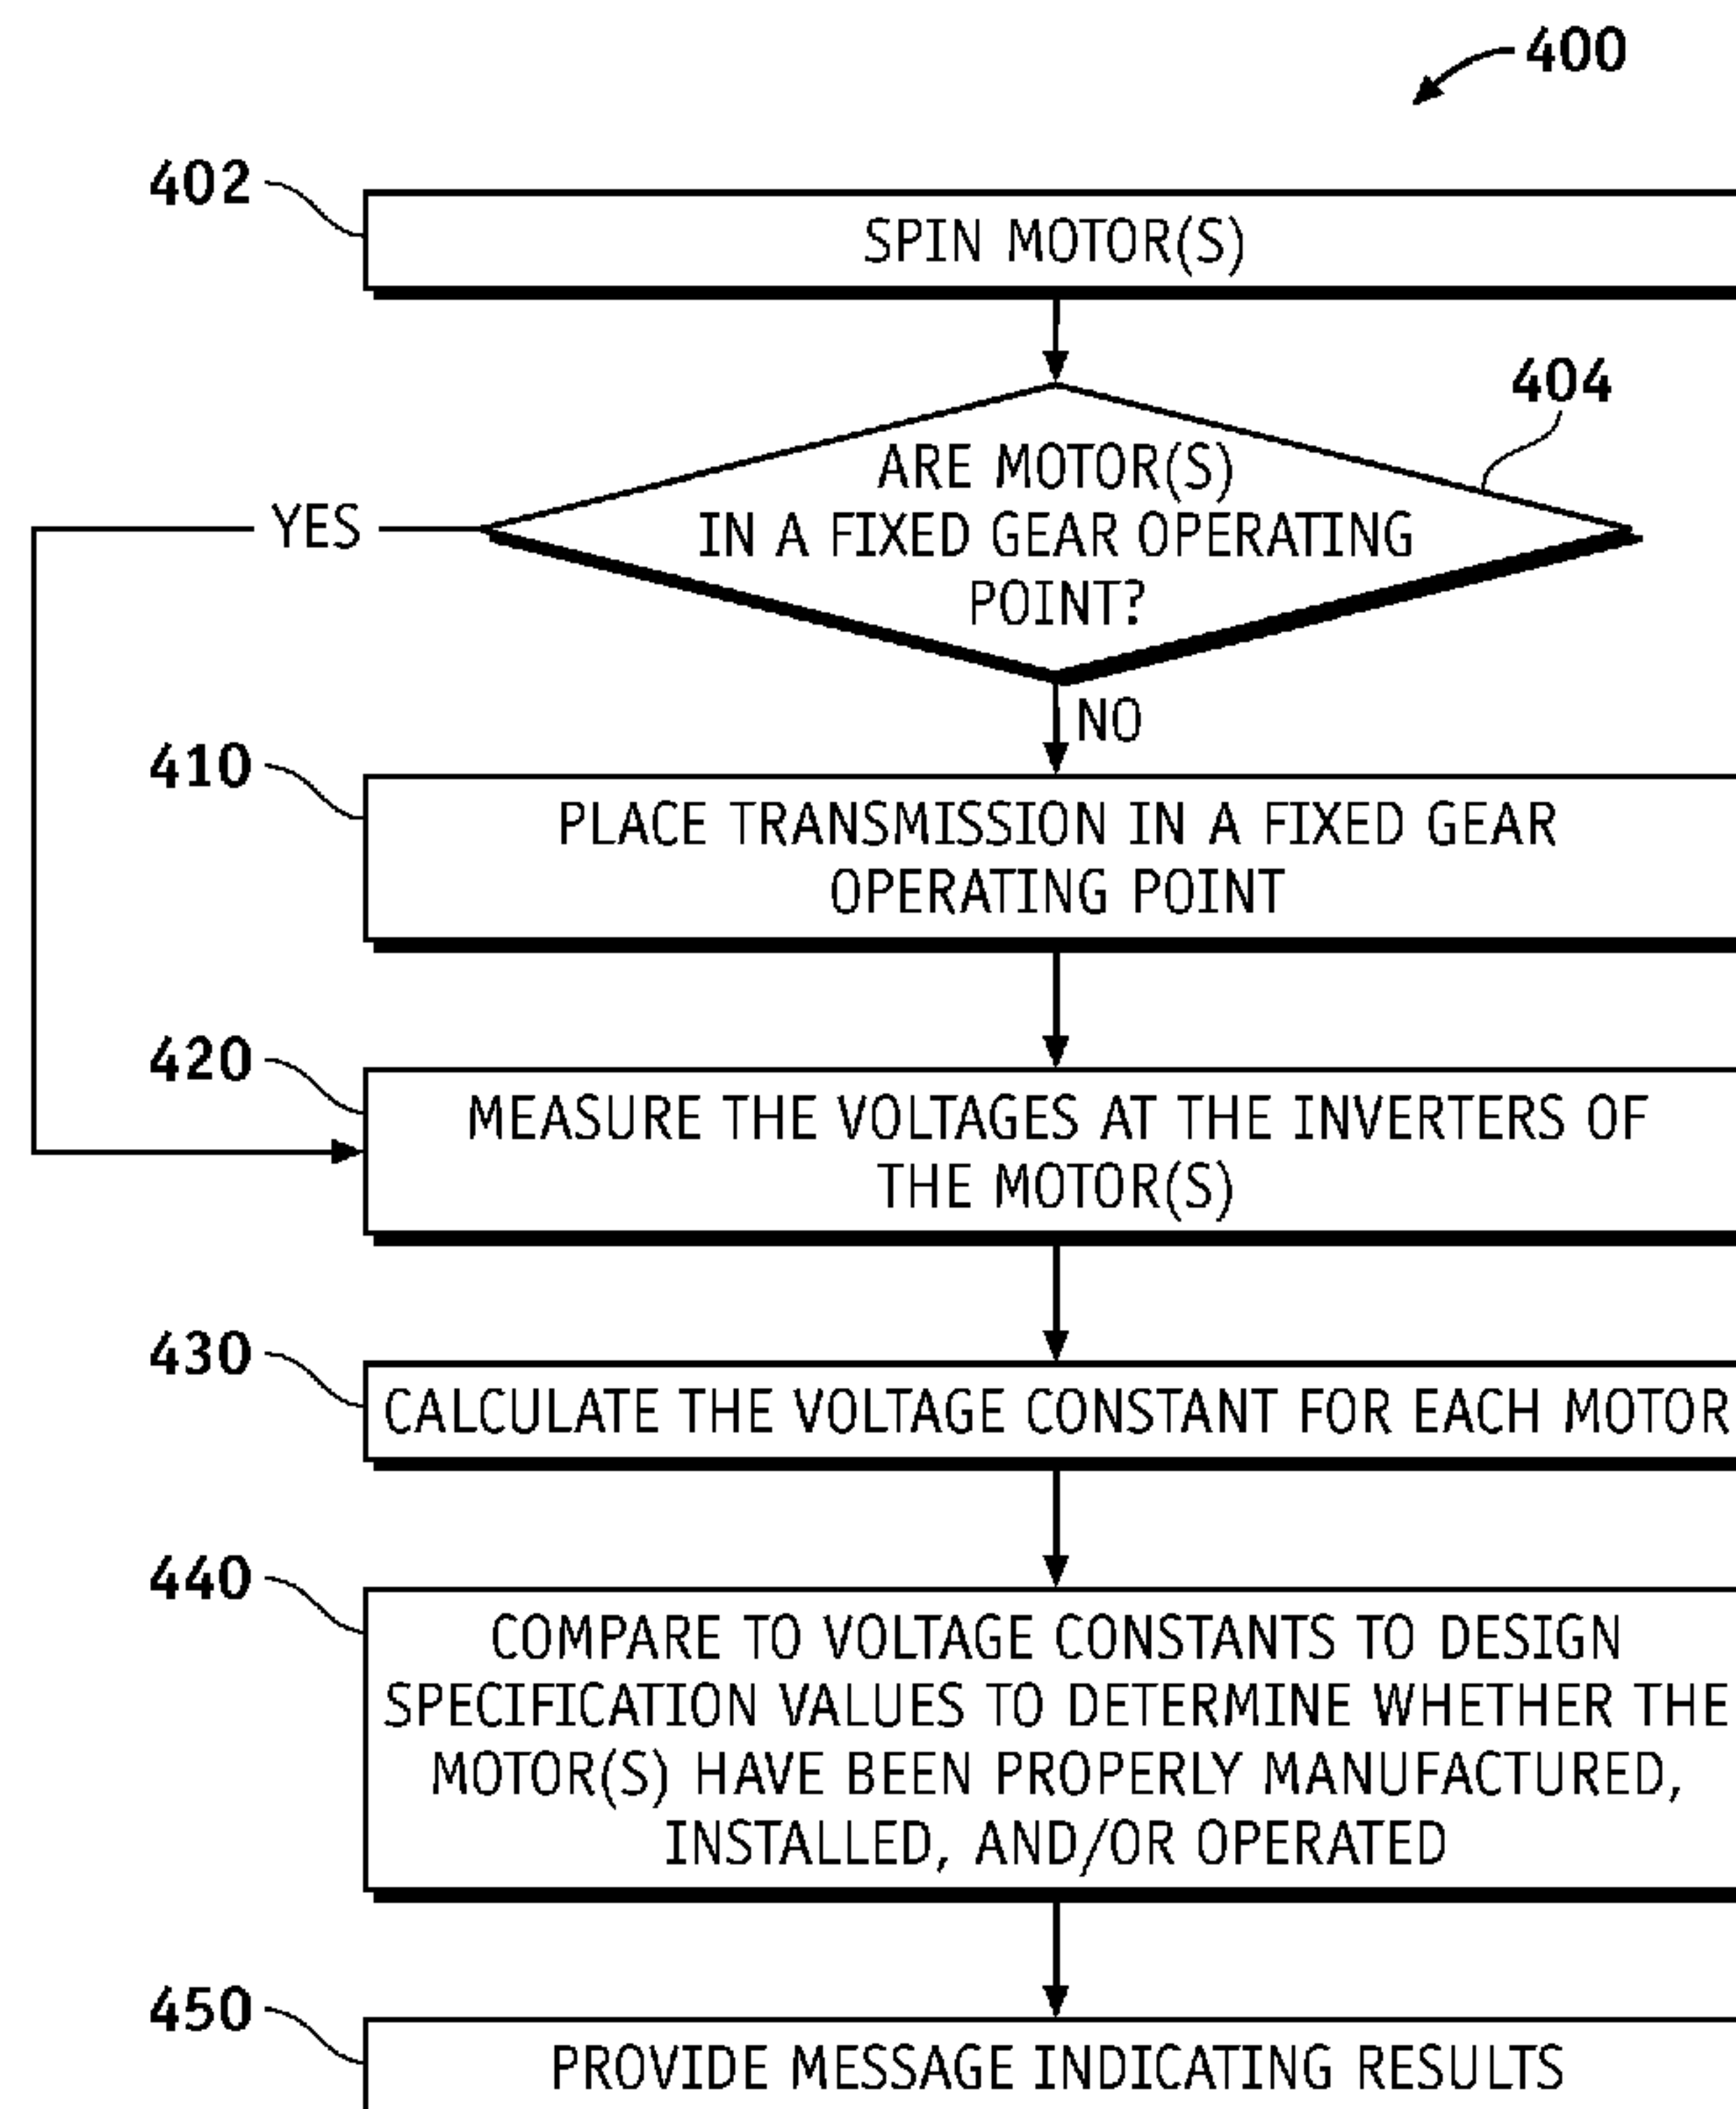 400
402
SPIN MOTOR(S)
404
ARE MOTOR(S)
IN A FIXED GEAR OPERATING
POINT?
YES
NO
410
PLACE TRANSMISSION IN A FIXED GEAR
OPERATING POINT
420
MEASURE THE VOLTAGES AT THE INVERTERS OF
THE MOTOR(S)
430
CALCULATE THE VOLTAGE CONSTANT FOR EACH MOTOR
440
COMPARE TO VOLTAGE CONSTANTS TO DESIGN
SPECIFICATION VALUES TO DETERMINE WHETHER THE
MOTOR(S) HAVE BEEN PROPERLY MANUFACTURED,
INSTALLED, AND/OR OPERATED
450
PROVIDE MESSAGE INDICATING RESULTS